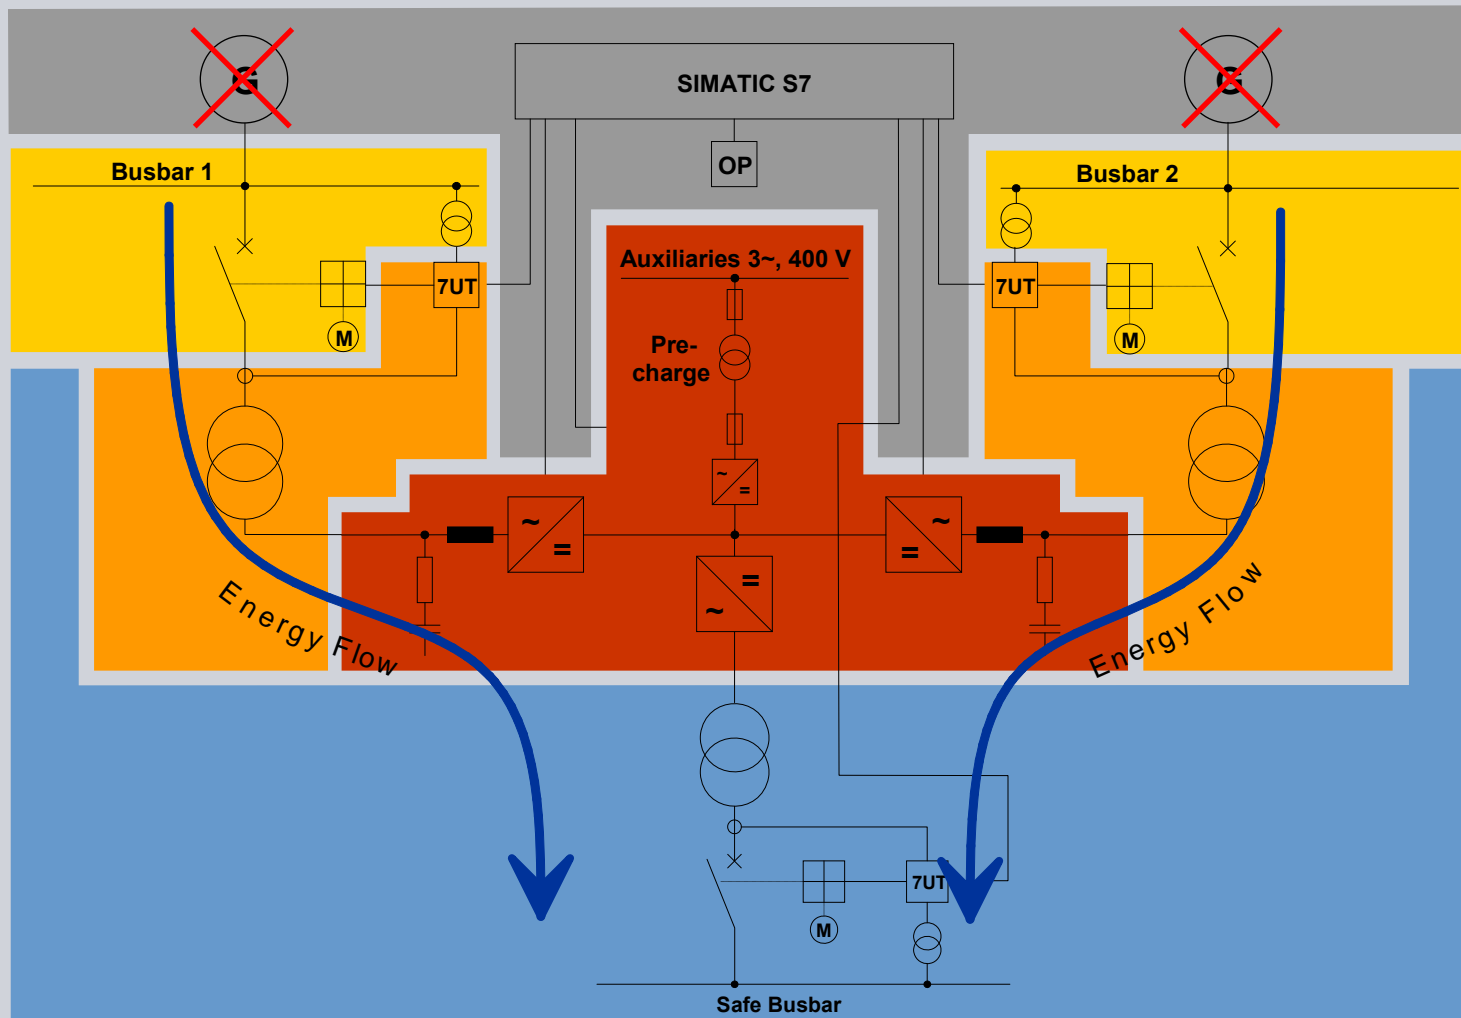 G
SIMATIC S7
G
OP
Busbar 1
Busbar 2
Auxiliaries 3~, 400 V
7UT
7UT
M
M
Pre-
charge
~
=
~
=
~
=
=
~
Energy Flow
Energy Flow
7UT
M
Safe Busbar